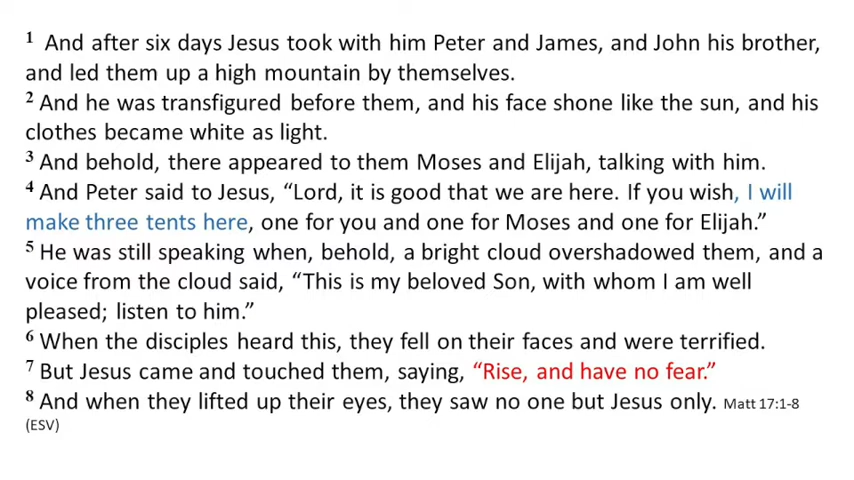 1 And after six days Jesus took with him Peter and James, and John his brother,
and led them up a high mountain by themselves.
2 And he was transfigured before them, and his face shone like the sun, and his
clothes became white as light.
3 And behold, there appeared to them Moses and Elijah, talking with him.
4 And Peter said to Jesus, “Lord, it is good that we are here. If you wish, I will
make three tents here, one for you and one for Moses and one for Elijah.”
5 He was still speaking when, behold, a bright cloud overshadowed them, and a
voice from the cloud said, “This is my beloved Son, with whom I am well
pleased; listen to him.”
6 When the disciples heard this, they fell on their faces and were terrified.
7 But Jesus came and touched them, saying, “Rise, and have no fear.”
8 And when they lifted up their eyes, they saw no one but Jesus only. Matt 17:1-8
(ESV)